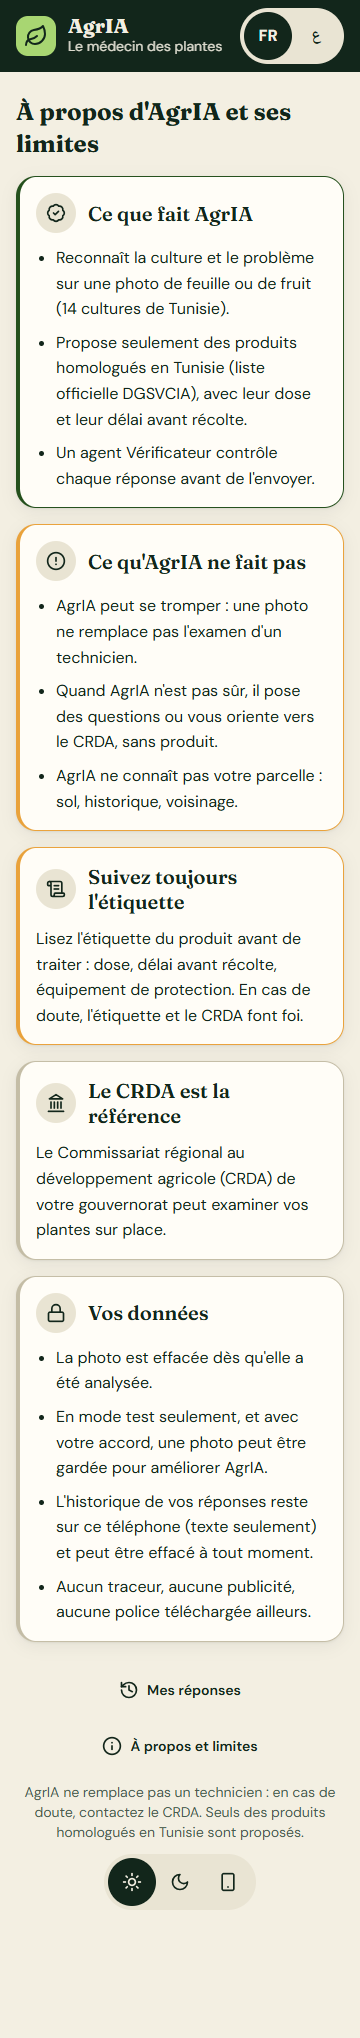 AgrIA
Le médecin des plantes
FR
ع
À propos d'AgrIA et ses
limites
Ce que fait AgrIA
• Reconnaît la culture et le problème
sur une photo de feuille ou de fruit
(14 cultures de Tunisie).
• Propose seulement des produits
homologués en Tunisie (liste
officielle DGSVCIA), avec leur dose
et leur délai avant récolte.
• Un agent Vérificateur contrôle
chaque réponse avant de l'envoyer.
Ce qu'AgrIA ne fait pas
• AgrIA peut se tromper : une photo
ne remplace pas l'examen d'un
technicien.
• Quand AgrIA n'est pas sûr, il pose
des questions ou vous oriente vers
le CRDA, sans produit.
• AgrIA ne connaît pas votre parcelle :
sol, historique, voisinage.
Suivez toujours
l'étiquette
Lisez l'étiquette du produit avant de
traiter : dose, délai avant récolte,
équipement de protection. En cas de
doute, l'étiquette et le CRDA font foi.
Le CRDA est la
référence
Le Commissariat régional au
développement agricole (CRDA) de
votre gouvernorat peut examiner vos
plantes sur place.
Vos données
• La photo est effacée dès qu'elle a
été analysée.
• En mode test seulement, et avec
votre accord, une photo peut être
gardée pour améliorer AgrIA.
• L'historique de vos réponses reste
sur ce téléphone (texte seulement)
et peut être effacé à tout moment.
• Aucun traceur, aucune publicité,
aucune police téléchargée ailleurs.
Mes réponses
À propos et limites
AgrIA ne remplace pas un technicien : en cas de
doute, contactez le CRDA. Seuls des produits
homologués en Tunisie sont proposés.